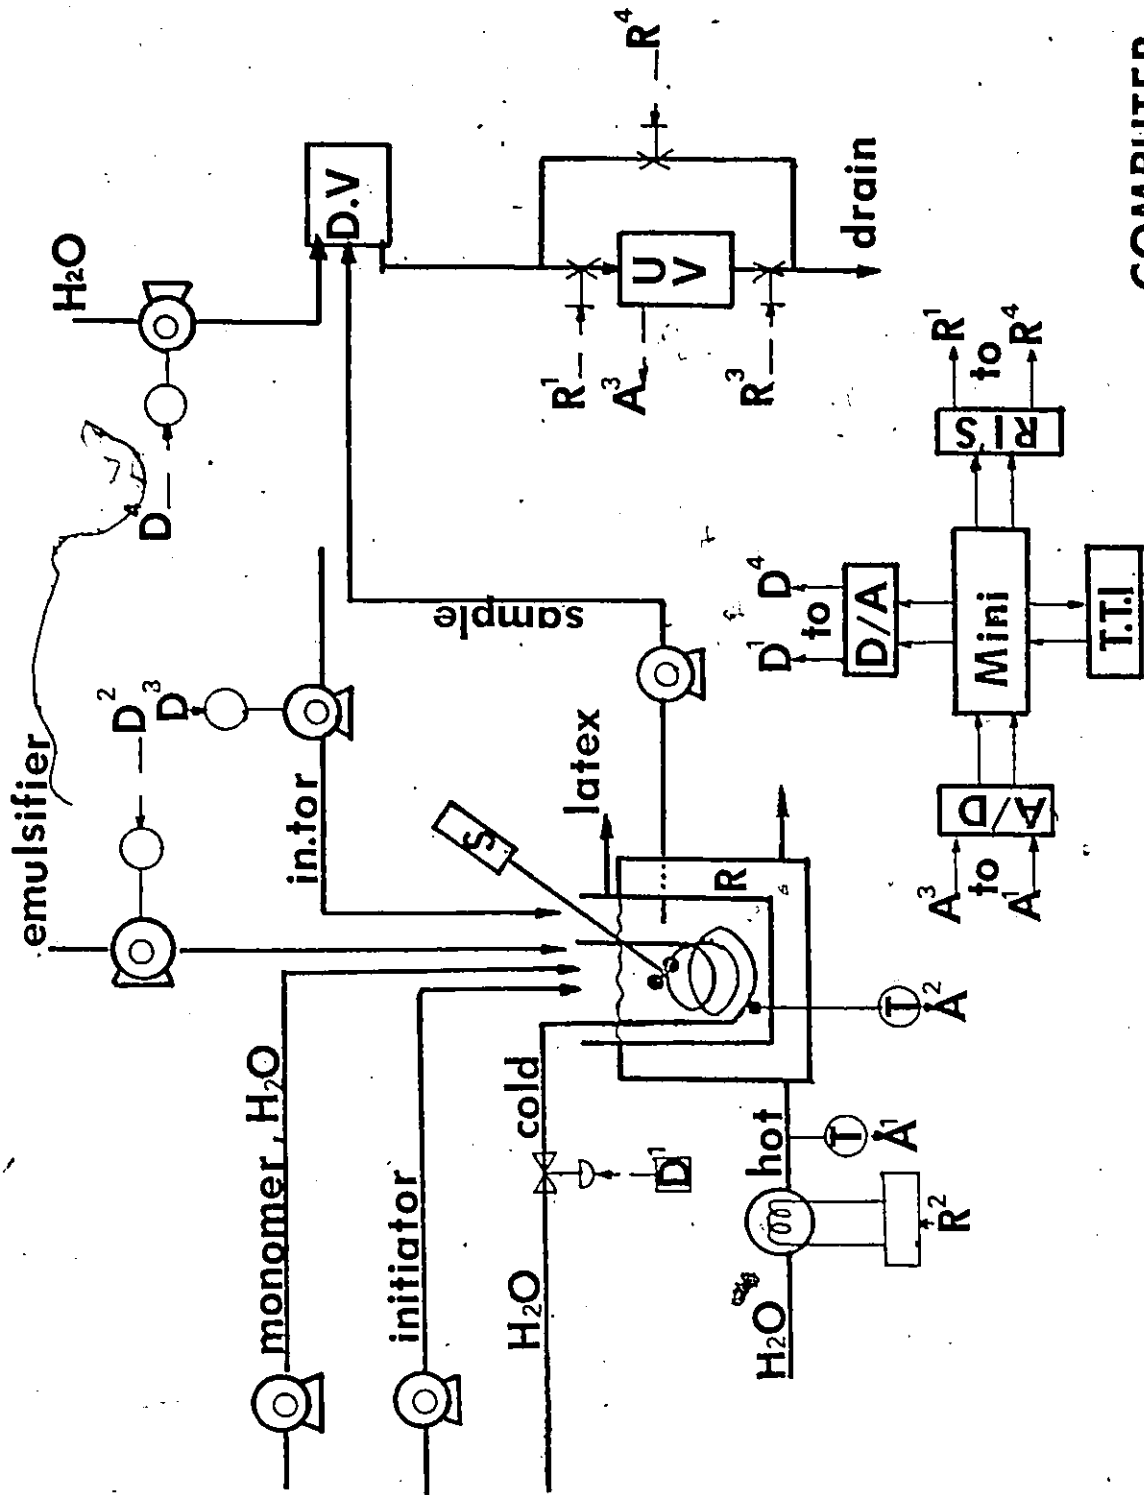 emulsifier
D2
D3
in.tor
D4
H2O
monomer, H2O
initiator
H2O
cold
D1
S
latex
R
sample
D.V
R1
A3
R3
UV
R4
drain
H2O
hot
R2
T
A1
T
A2
D1 to D4
D/A
A3 to A1
A/D
Mini
T.T.I
RIS
R1 to R4